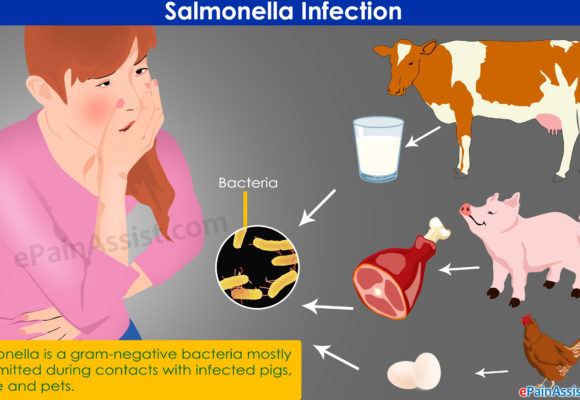 Salmonella Infection
Bacteria
ePainAssist.com
onella is a gram-negative bacteria mostly
mitted during contacts with infected pigs,
e and pets.
ePainAssis